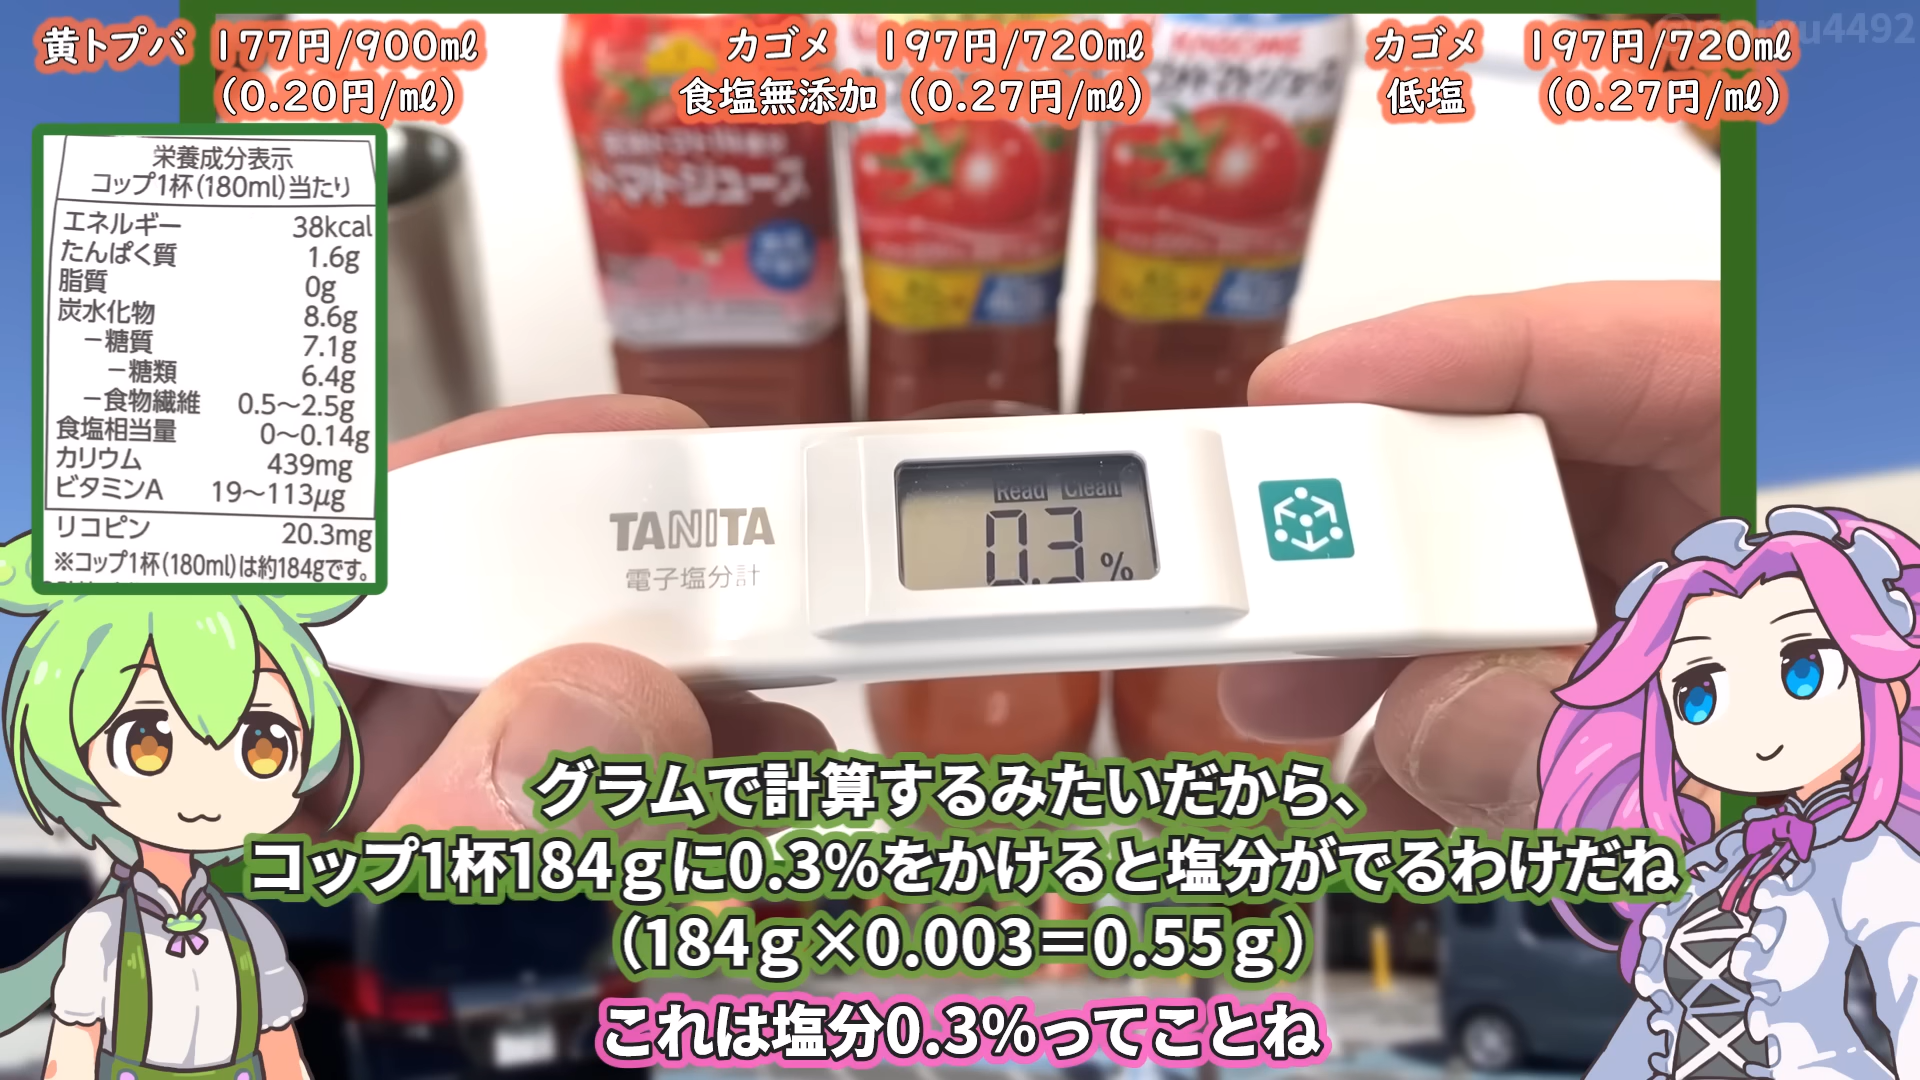 黄トプバ 177円/900㎖
（0.20円/㎖）
カゴメ 197円/720㎖
食塩無添加 （0.27円/㎖）
カゴメ 197円/720㎖
低塩 （0.27円/㎖）
栄養成分表示
コップ1杯(180ml)当たり
エネルギー 38kcal
たんぱく質 1.6g
脂質 0g
炭水化物 8.6g
－糖質 7.1g
－糖類 6.4g
－食物繊維 0.5～2.5g
食塩相当量 0～0.14g
カリウム 439mg
ビタミンA 19～113μg
リコピン 20.3mg
※コップ1杯(180ml)は約184gです。
トマトジュース
KAGOME
トマトジュース
Read Clean
0.3%
TANITA
電子塩分計
グラムで計算するみたいだから、
コップ1杯184ｇに0.3%をかけると塩分がでるわけだね
（184ｇ×0.003＝0.55ｇ）
これは塩分0.3%ってことね